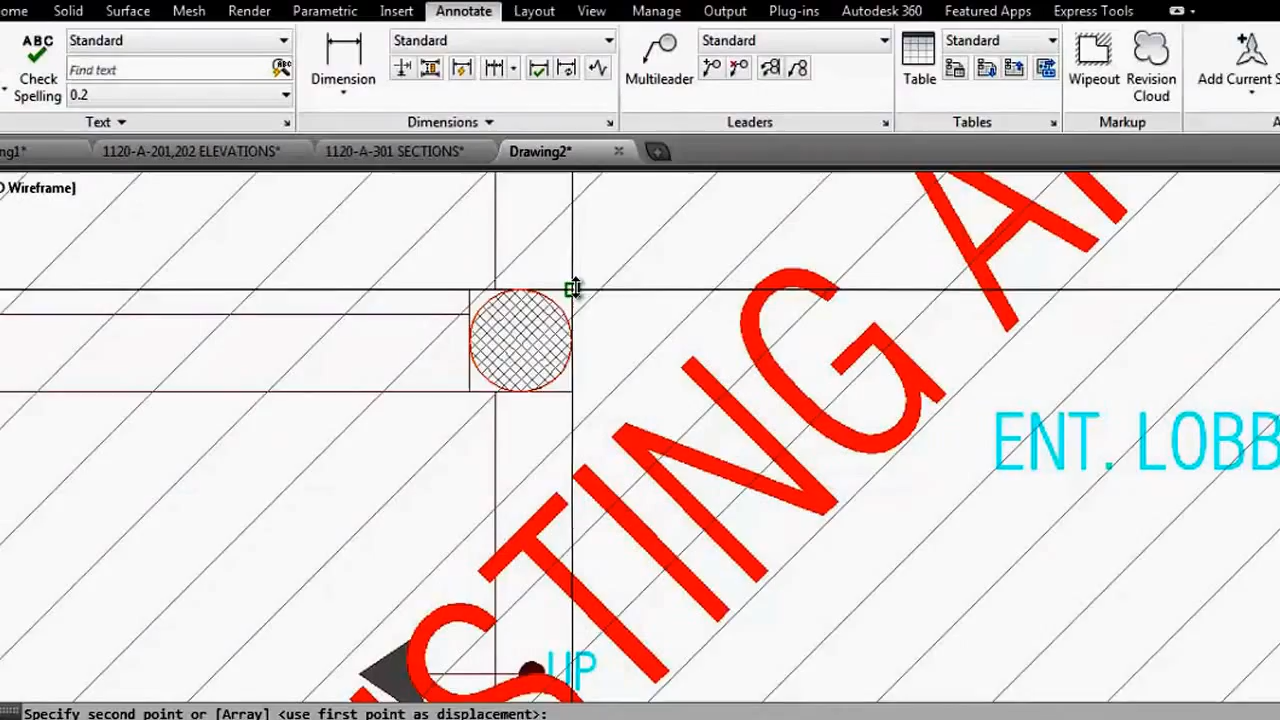 ome Solid Surface Mesh Render Parametric Insert Annotate Layout View Manage Output Plug-ins Autodesk 360 Featured Apps Express Tools
ABC
Check
Spelling
Standard
Find text
0.2
Text
Dimension
Standard
Dimensions
Multileader
Standard
Leaders
Table
Standard
Tables
Wipeout
Revision
Cloud
Markup
Add Current S
A
ng1* 1120-A-201,202 ELEVATIONS* 1120-A-301 SECTIONS* Drawing2*
D Wireframe]
STING A
ENT. LOBB
UP
Specify second point or [Array] <use first point as displacement>: